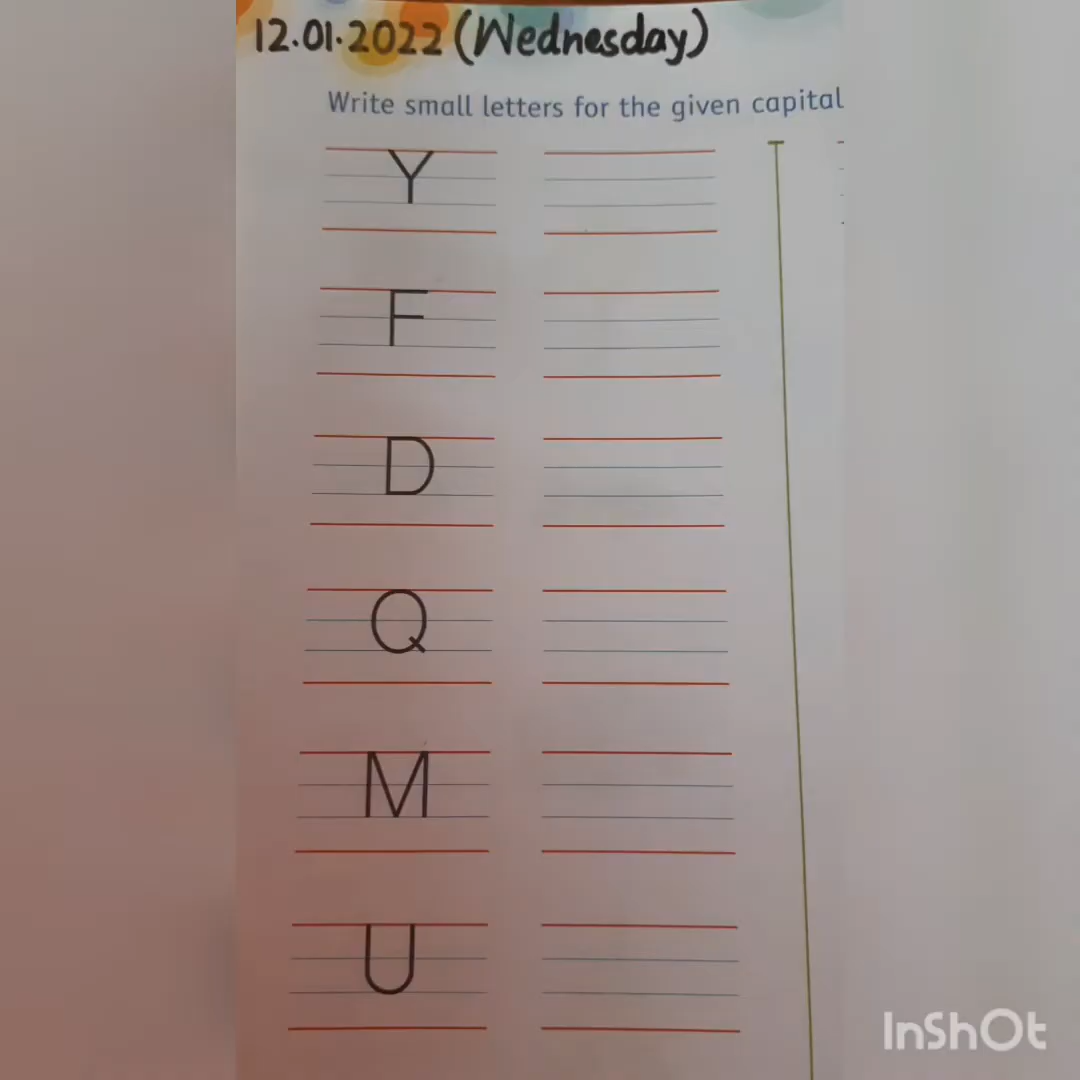 12.01.2022 (Wednesday)
Write small letters for the given capital
Y
F
D
Q
M
U
InShOt